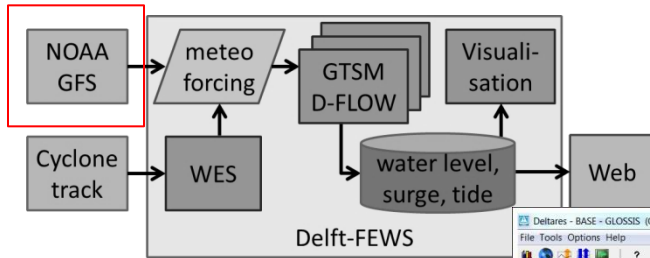 NOAA
GFS
meteo
forcing
GTSM
D-FLOW
Visuali-
sation
Cyclone
track
WES
water level,
surge, tide
Web
Delft-FEWS
Deltares - BASE - GLOSSIS (
File Tools Options Help
?